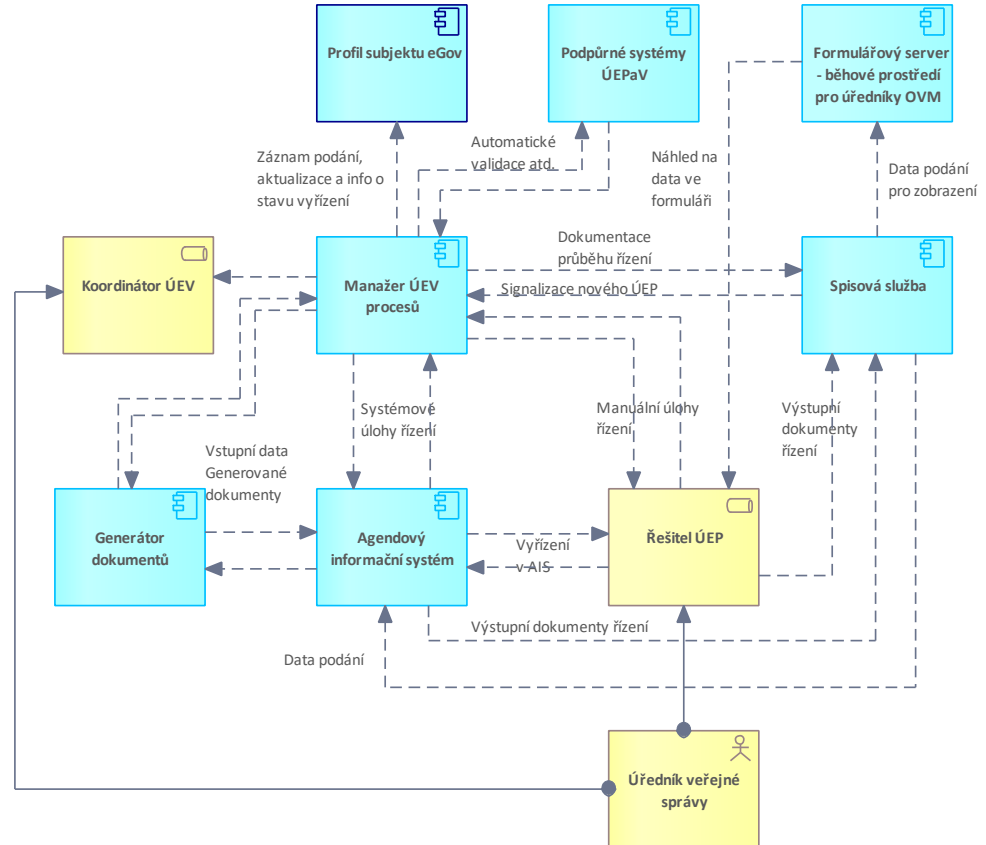 Profil subjektu eGov
Podpůrné systémy
ÚEPaV
Formulářový server
- běhové prostředí
pro úředníky OVM
Záznam podání,
aktualizace a info o
stavu vyřízení
Automatické
validace atd.
Náhled na
data ve
formuláři
Data podání
pro zobrazení
Koordinátor ÚEV
Manažer ÚEV
procesů
Dokumentace
průběhu řízení
Signalizace nového ÚEP
Spisová služba
Systémové
úlohy řízení
Manuální úlohy
řízení
Výstupní
dokumenty
řízení
Vstupní data
Generované
dokumenty
Generátor
dokumentů
Agendový
informační systém
Vyřízení
v AIS
Řešitel ÚEP
Výstupní dokumenty řízení
Data podání
Úředník veřejné
správy